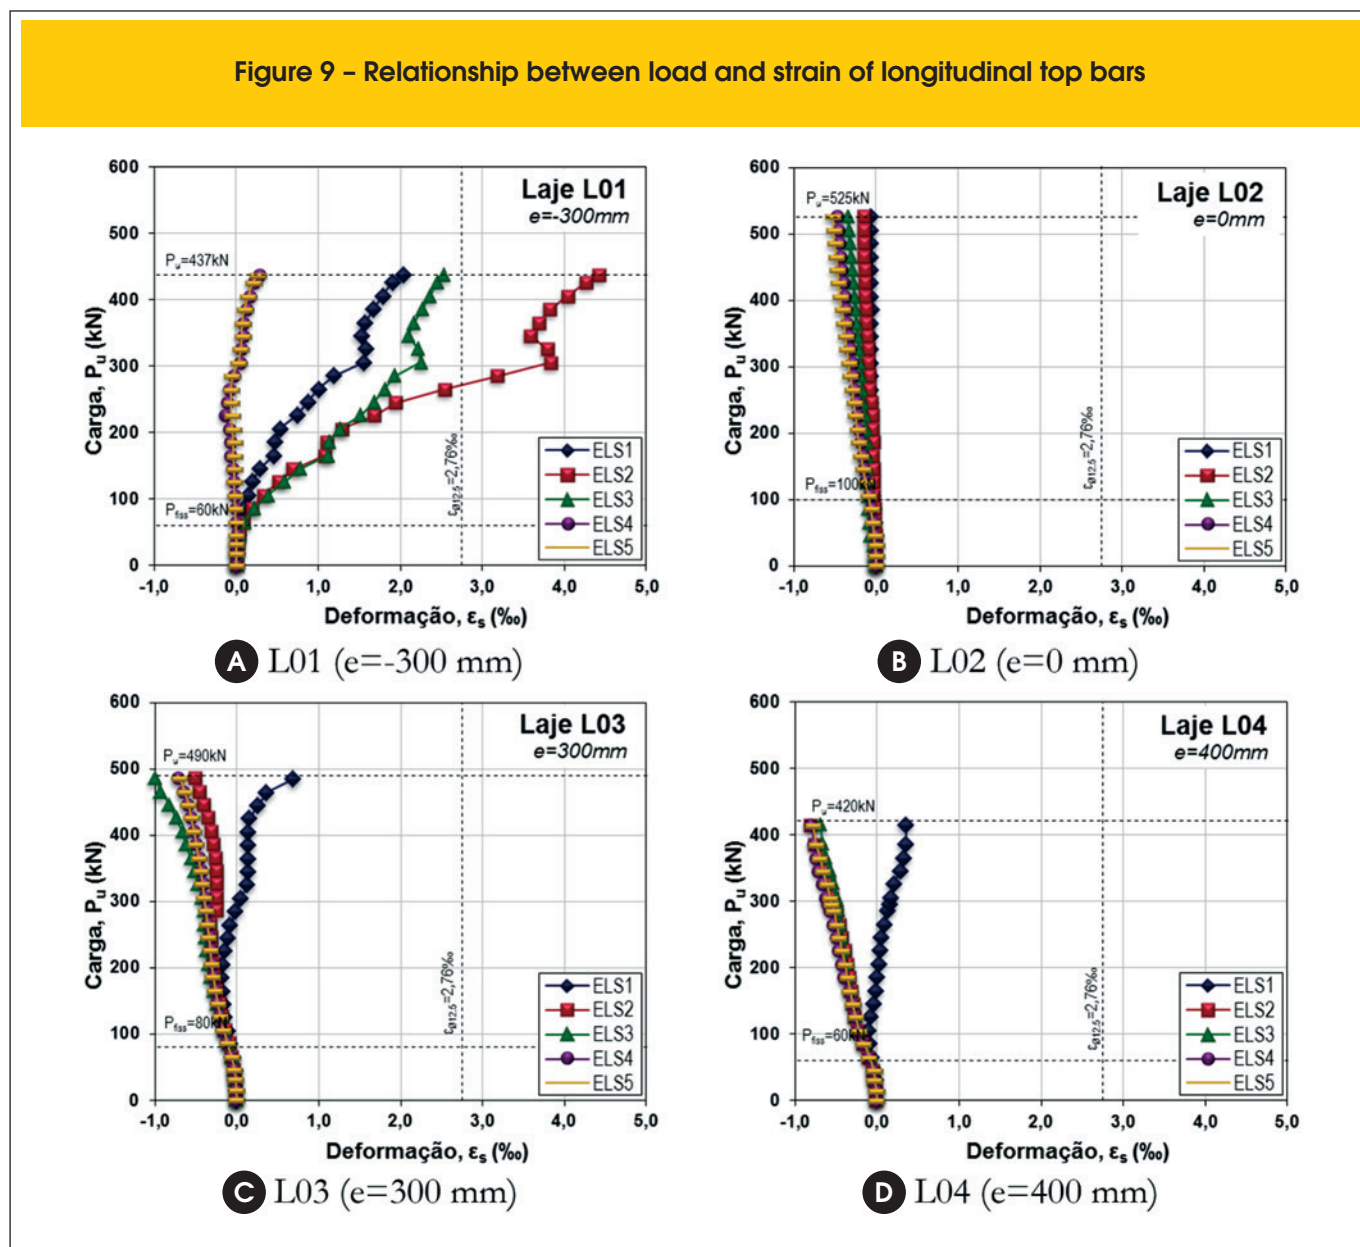 Figure 9 – Relationship between load and strain of longitudinal top bars
Laje L01
e=-300mm
Carga, Pu (kN)
600
500
400
300
200
100
0
Pu=437kN
Pfiss=60kN
εØ12.5=2,76‰
ELS1
ELS2
ELS3
ELS4
ELS5
-1,0 0,0 1,0 2,0 3,0 4,0 5,0
Deformação, εs (‰)
A L01 (e=-300 mm)
Laje L02
e=0mm
Carga, Pu (kN)
600
500
400
300
200
100
0
Pu=525kN
Pfiss=100kN
εØ12.5=2,76‰
ELS1
ELS2
ELS3
ELS4
ELS5
-1,0 0,0 1,0 2,0 3,0 4,0 5,0
Deformação, εs (‰)
B L02 (e=0 mm)
Laje L03
e=300mm
Carga, Pu (kN)
600
500
400
300
200
100
0
Pu=490kN
Pfiss=80kN
εØ12.5=2,76‰
ELS1
ELS2
ELS3
ELS4
ELS5
-1,0 0,0 1,0 2,0 3,0 4,0 5,0
Deformação, εs (‰)
C L03 (e=300 mm)
Laje L04
e=400mm
Carga, Pu (kN)
600
500
400
300
200
100
0
Pu=420kN
Pfiss=60kN
εØ12.5=2,76‰
ELS1
ELS2
ELS3
ELS4
ELS5
-1,0 0,0 1,0 2,0 3,0 4,0 5,0
Deformação, εs (‰)
D L04 (e=400 mm)